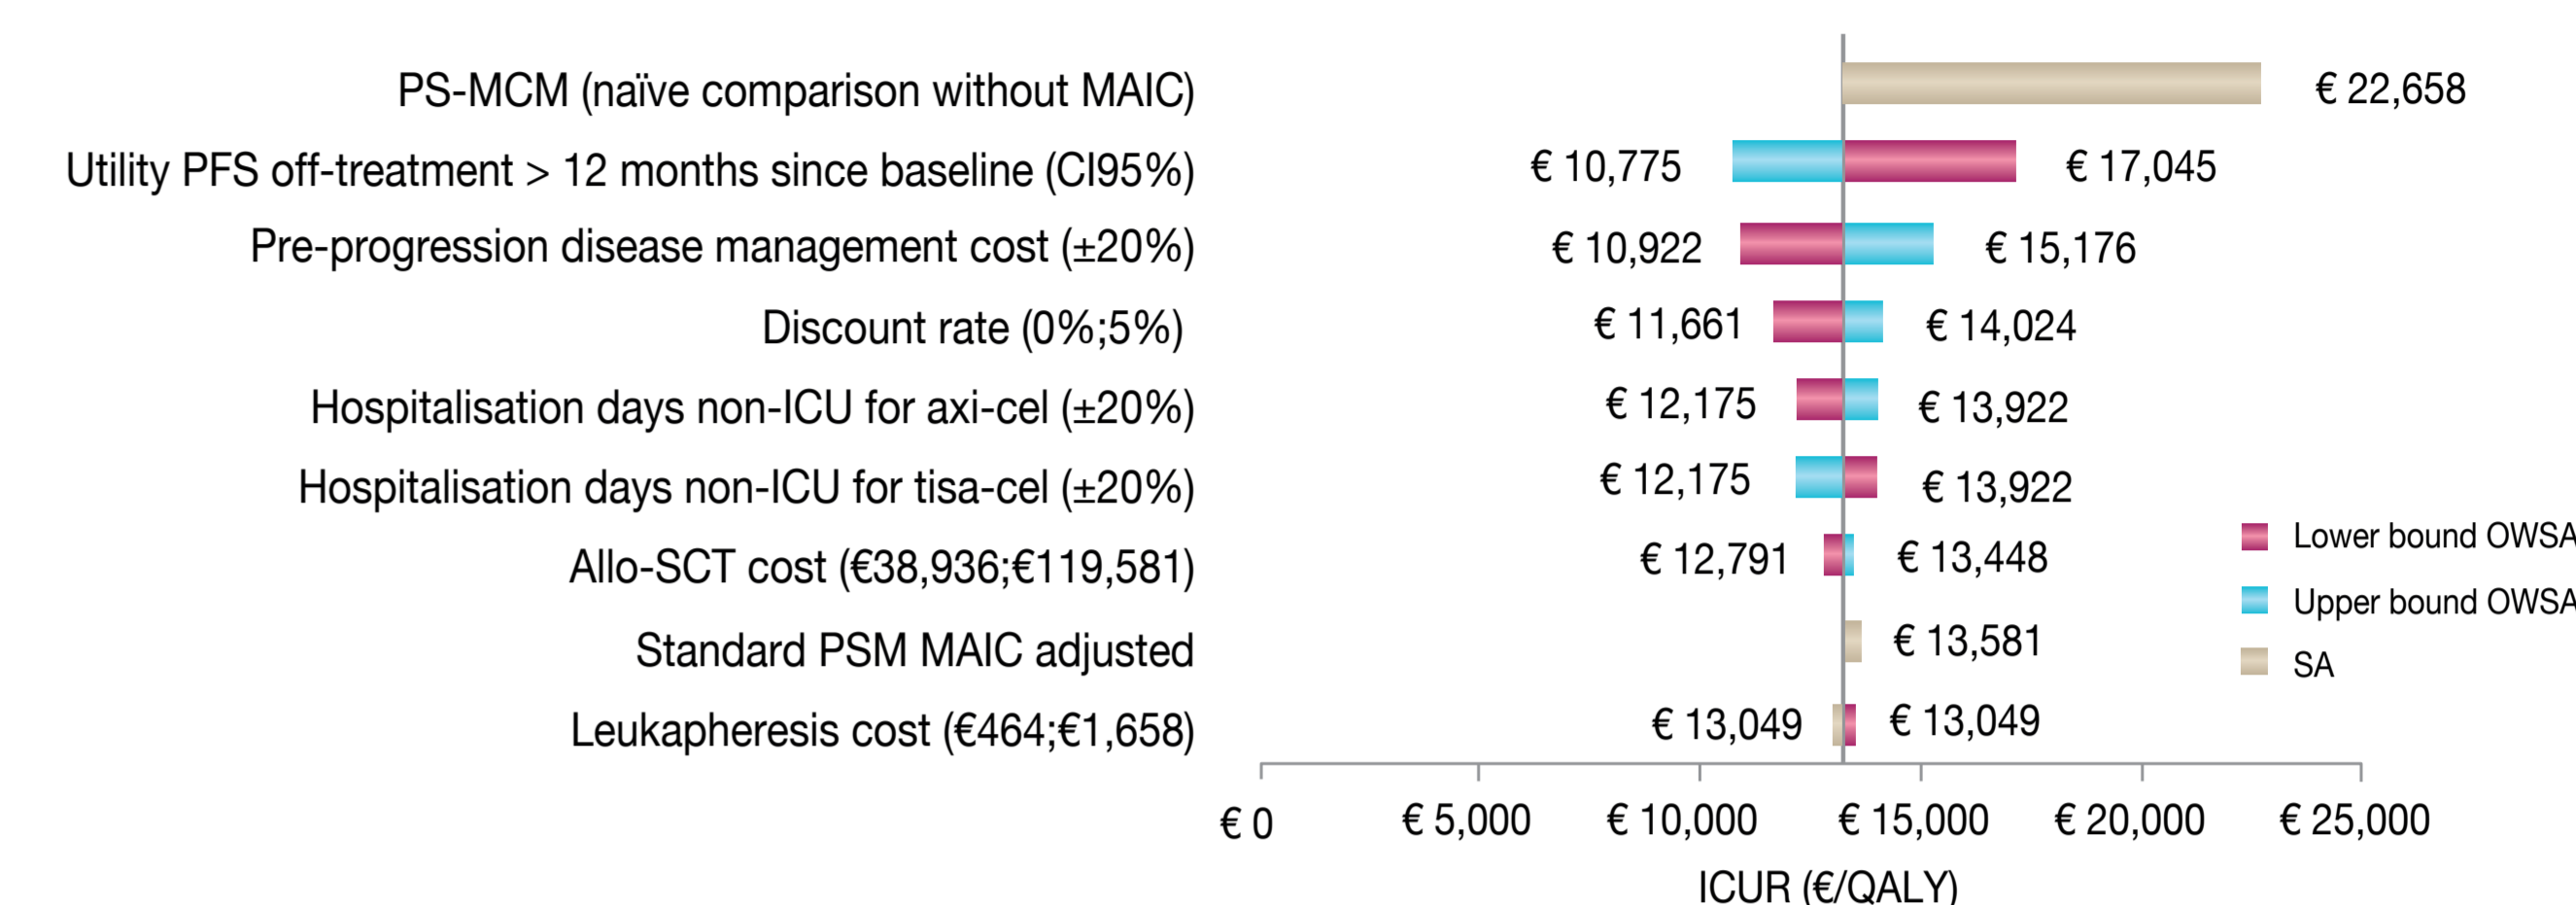 PS-MCM (naïve comparison without MAIC)
€ 22,658
Utility PFS off-treatment > 12 months since baseline (CI95%)
€ 10,775
€ 17,045
Pre-progression disease management cost (±20%)
€ 10,922
€ 15,176
Discount rate (0%;5%)
€ 11,661
€ 14,024
Hospitalisation days non-ICU for axi-cel (±20%)
€ 12,175
€ 13,922
Hospitalisation days non-ICU for tisa-cel (±20%)
€ 12,175
€ 13,922
Allo-SCT cost (€38,936;€119,581)
€ 12,791
€ 13,448
Standard PSM MAIC adjusted
€ 13,581
Leukapheresis cost (€464;€1,658)
€ 13,049
€ 13,049
Lower bound OWSA
Upper bound OWSA
SA
€ 0
€ 5,000
€ 10,000
€ 15,000
€ 20,000
€ 25,000
ICUR (€/QALY)